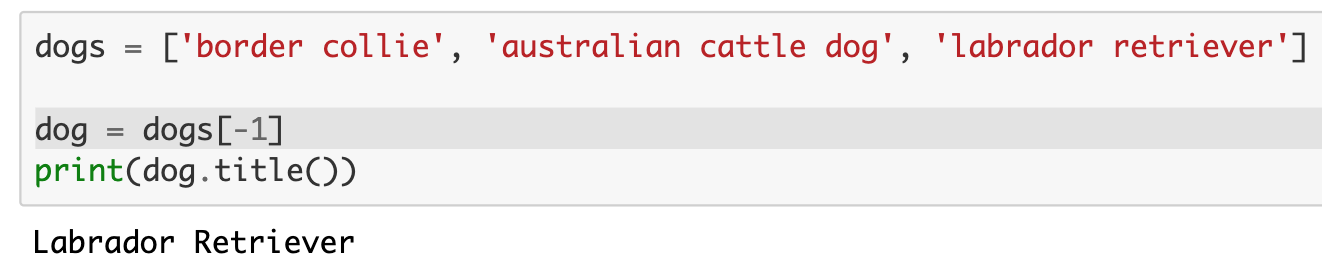 dogs = ['border collie', 'australian cattle dog', 'labrador retriever']
dog = dogs[-1]
print(dog.title())
Labrador Retriever